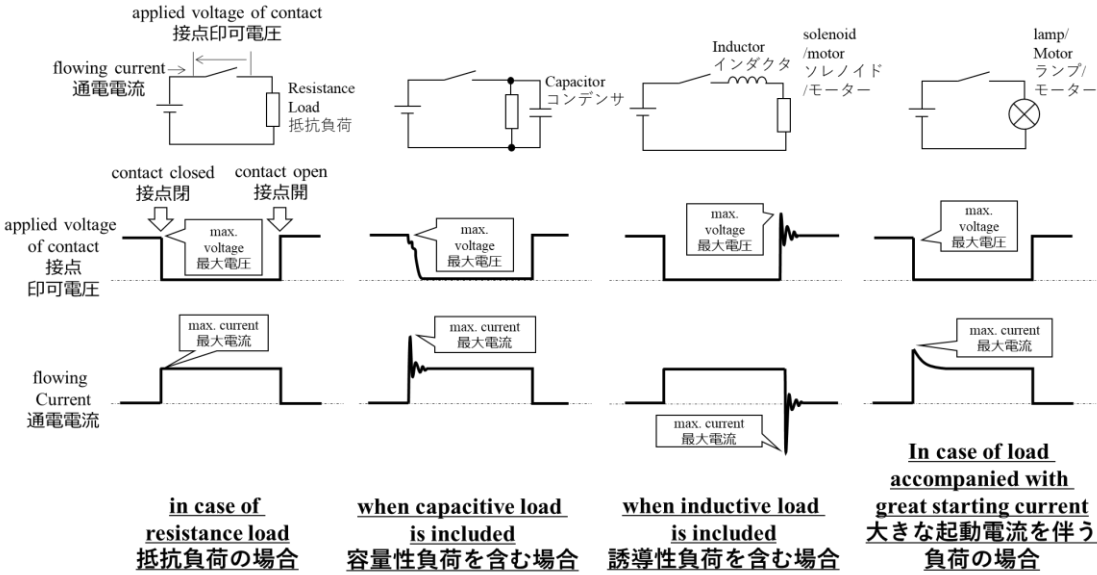 applied voltage of contact
接点印可電圧
flowing current
通電電流
Resistance
Load
抵抗負荷
Capacitor
コンデンサ
Inductor
インダクタ
solenoid
/motor
ソレノイド
/モーター
lamp/
Motor
ランプ/
モーター
contact closed
接点閉
contact open
接点開
applied voltage
of contact
接点
印可電圧
max.
voltage
最大電圧
max.
voltage
最大電圧
max.
voltage
最大電圧
max.
voltage
最大電圧
flowing
Current
通電電流
max. current
最大電流
max. current
最大電流
max. current
最大電流
max. current
最大電流
in case of
resistance load
抵抗負荷の場合
when capacitive load
is included
容量性負荷を含む場合
when inductive load
is included
誘導性負荷を含む場合
In case of load
accompanied with
great starting current
大きな起動電流を伴う
負荷の場合